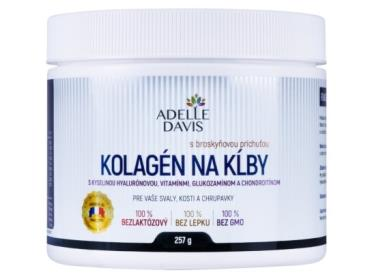 ADELLE
DAVIS
s broskyňovou príchuťou
KOLAGÉN NA KĹBY
S KYSELINOU HYALURÓNOVOU, VITAMÍNMI, GLUKOZAMÍNOM A CHONDROITÍNOM
PRE VAŠE SVALY, KOSTI A CHRUPAVKY
100 % BEZLAKTÓZOVÝ
100 % BEZ LEPKU
100 % BEZ GMO
257 g